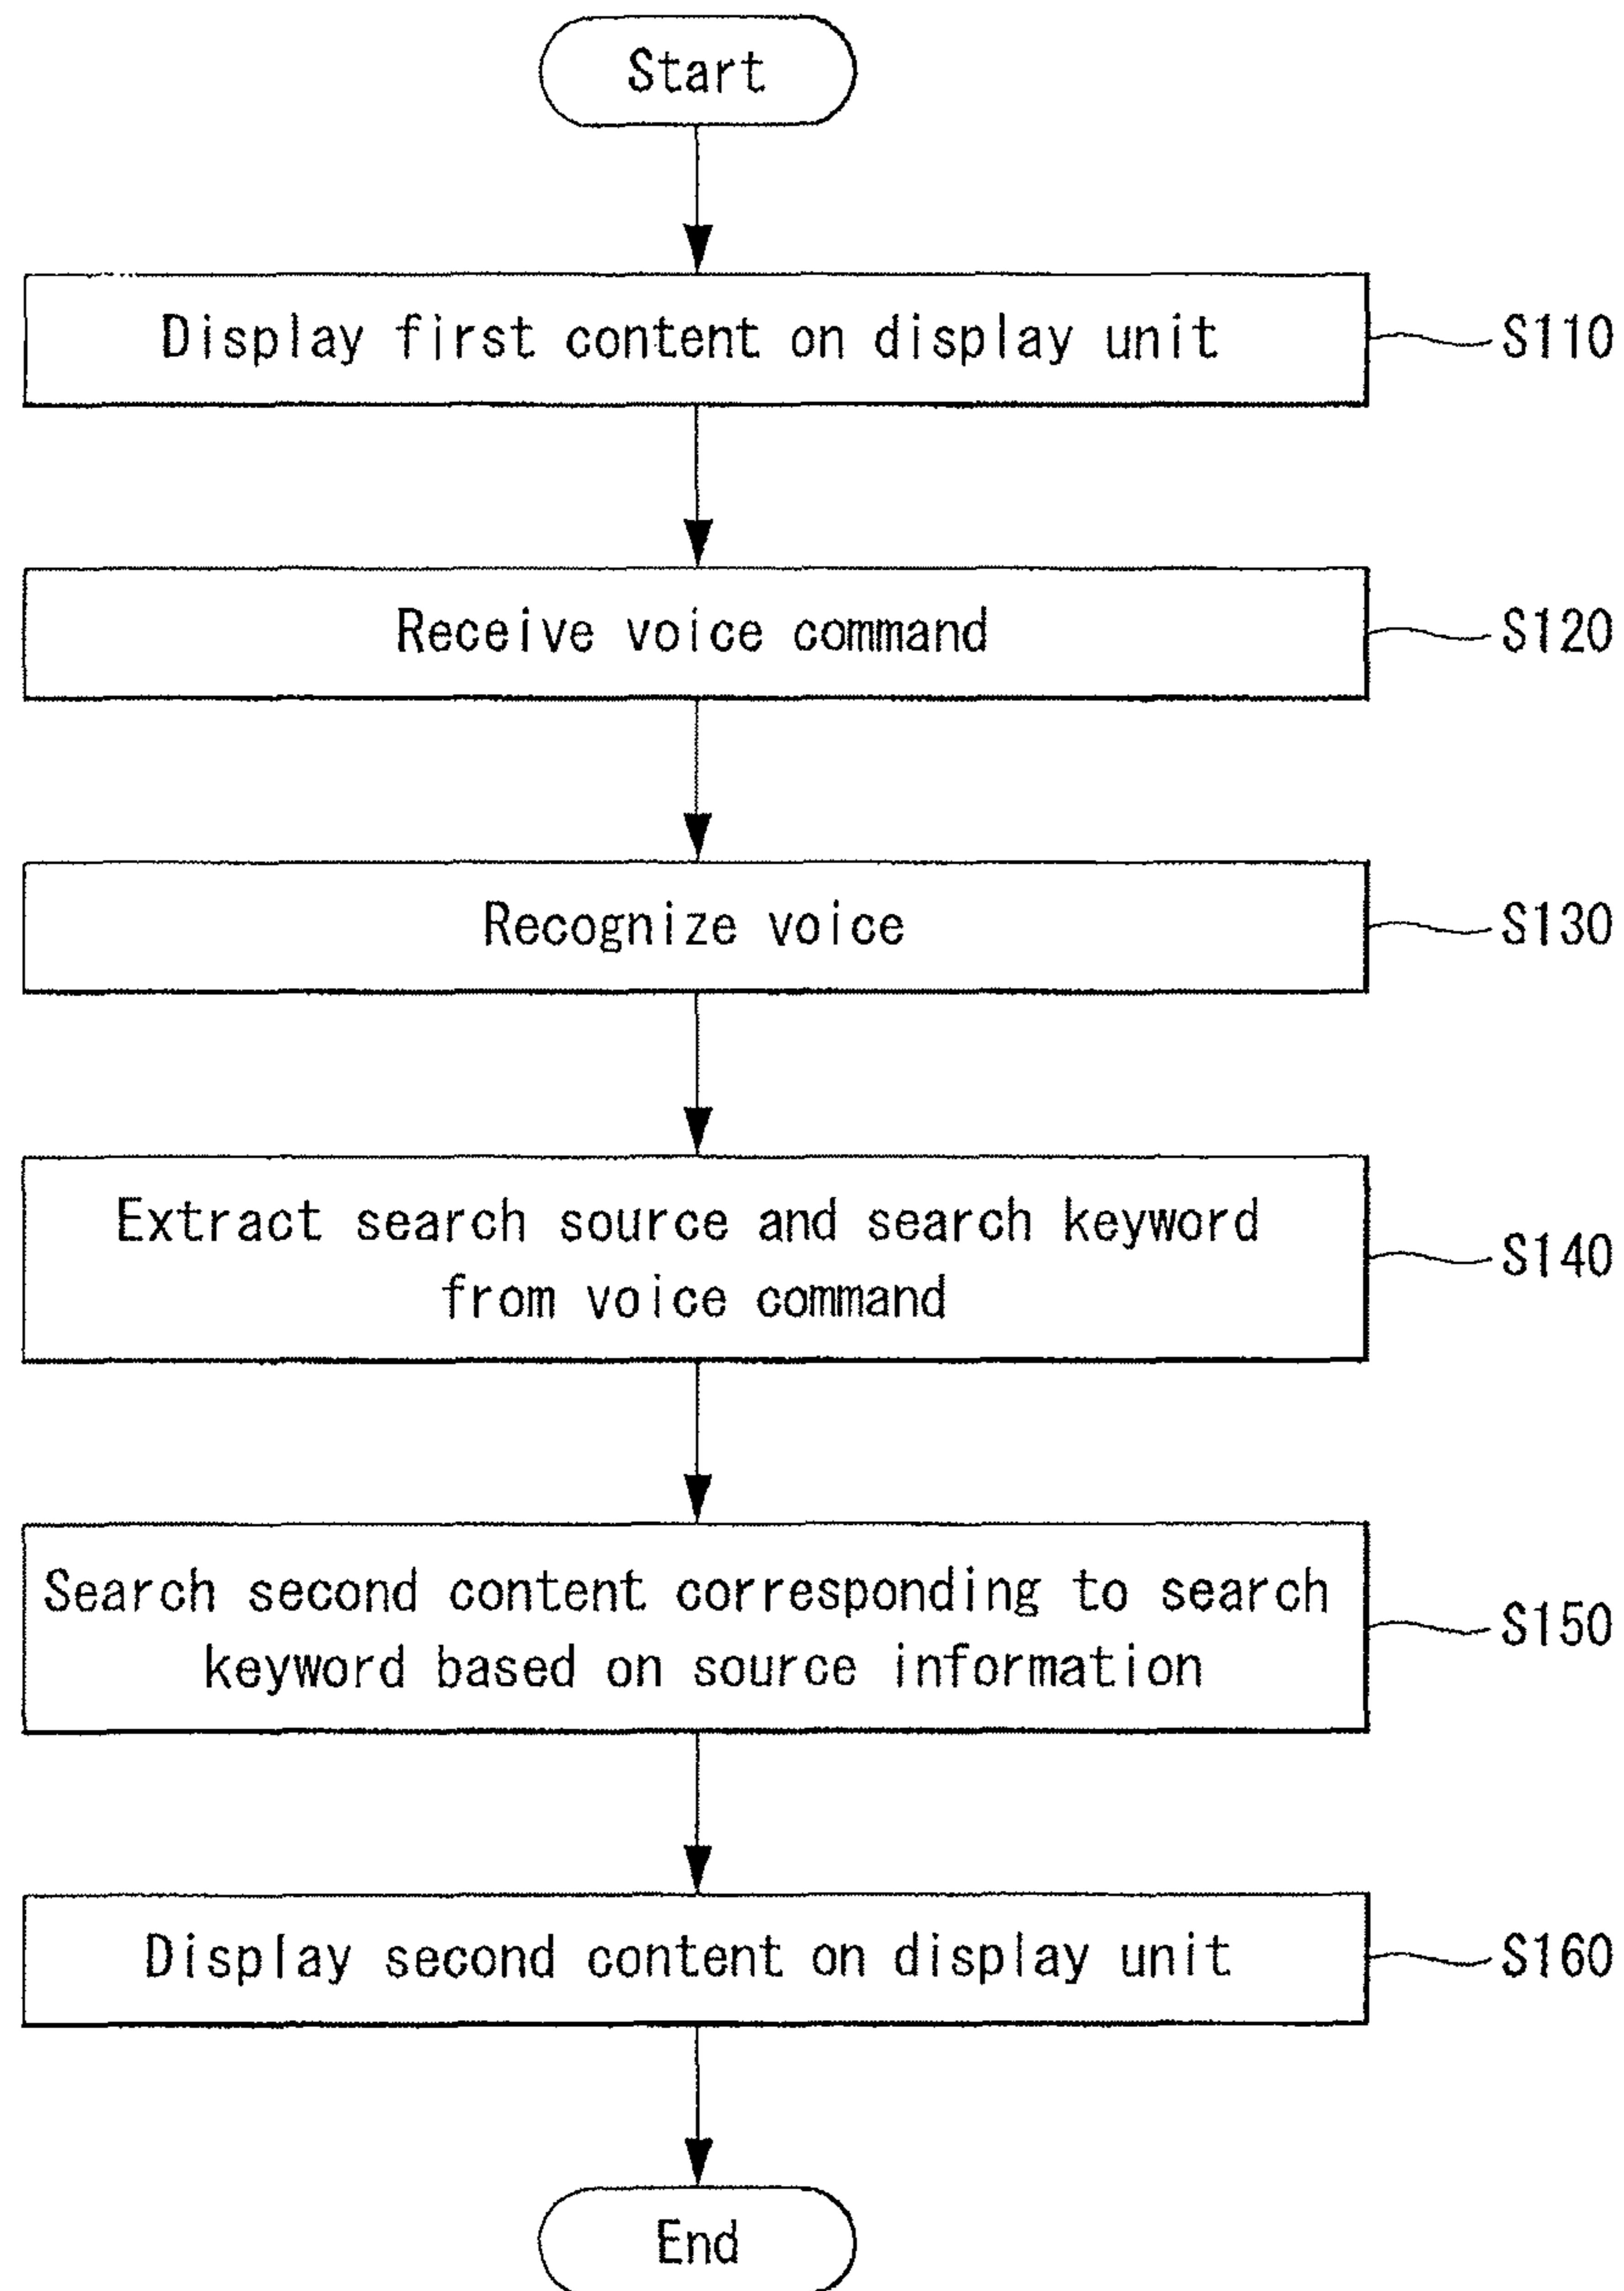 Start
Display first content on display unit
S110
Receive voice command
S120
Recognize voice
S130
Extract search source and search keyword
from voice command
S140
Search second content corresponding to search
keyword based on source information
S150
Display second content on display unit
S160
End